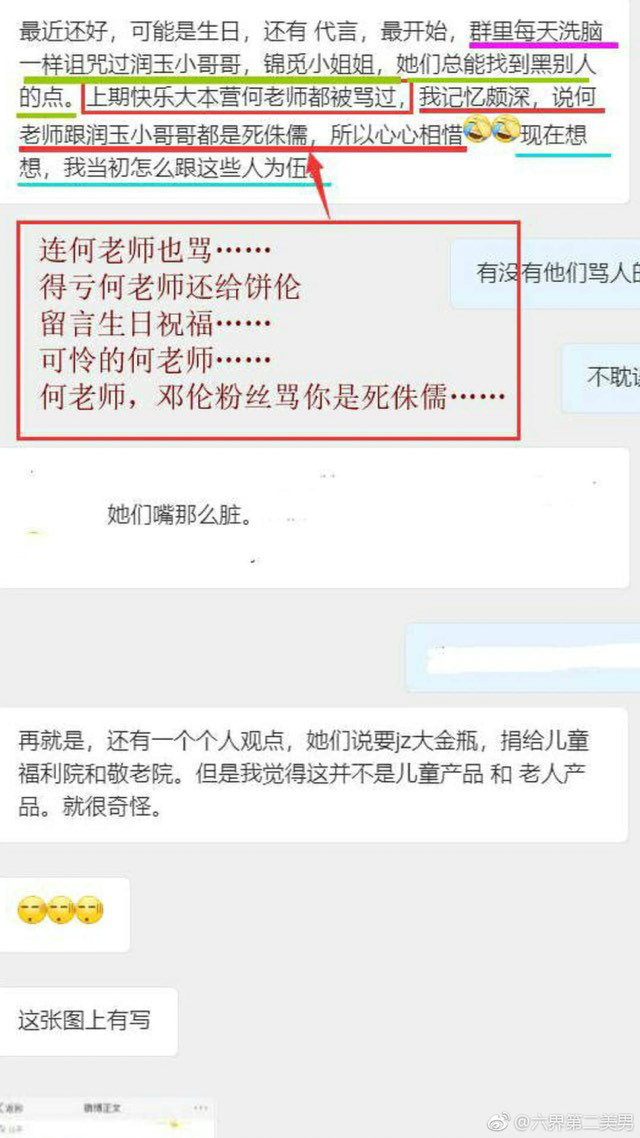 最近还好，可能是生日，还有 代言，最开始，群里每天洗脑
一样诅咒过润玉小哥哥，锦觅小姐姐，她们总能找到黑别人
的点。上期快乐大本营何老师都被骂过，我记忆颇深，说何
老师跟润玉小哥哥都是死侏儒，所以心心相惜🤣🤣现在想
想，我当初怎么跟这些人为伍
连何老师也骂……
得亏何老师还给饼伦
留言生日祝福……
可怜的何老师……
何老师，邓伦粉丝骂你是死侏儒……
有没有他们骂人的
不耽误
她们嘴那么脏。
再就是，还有一个个人观点，她们说要jz大金瓶，捐给儿童
福利院和敬老院。但是我觉得这并不是儿童产品 和 老人产
品。就很奇怪。
这张图上有写
微博正文
@六界第二美男